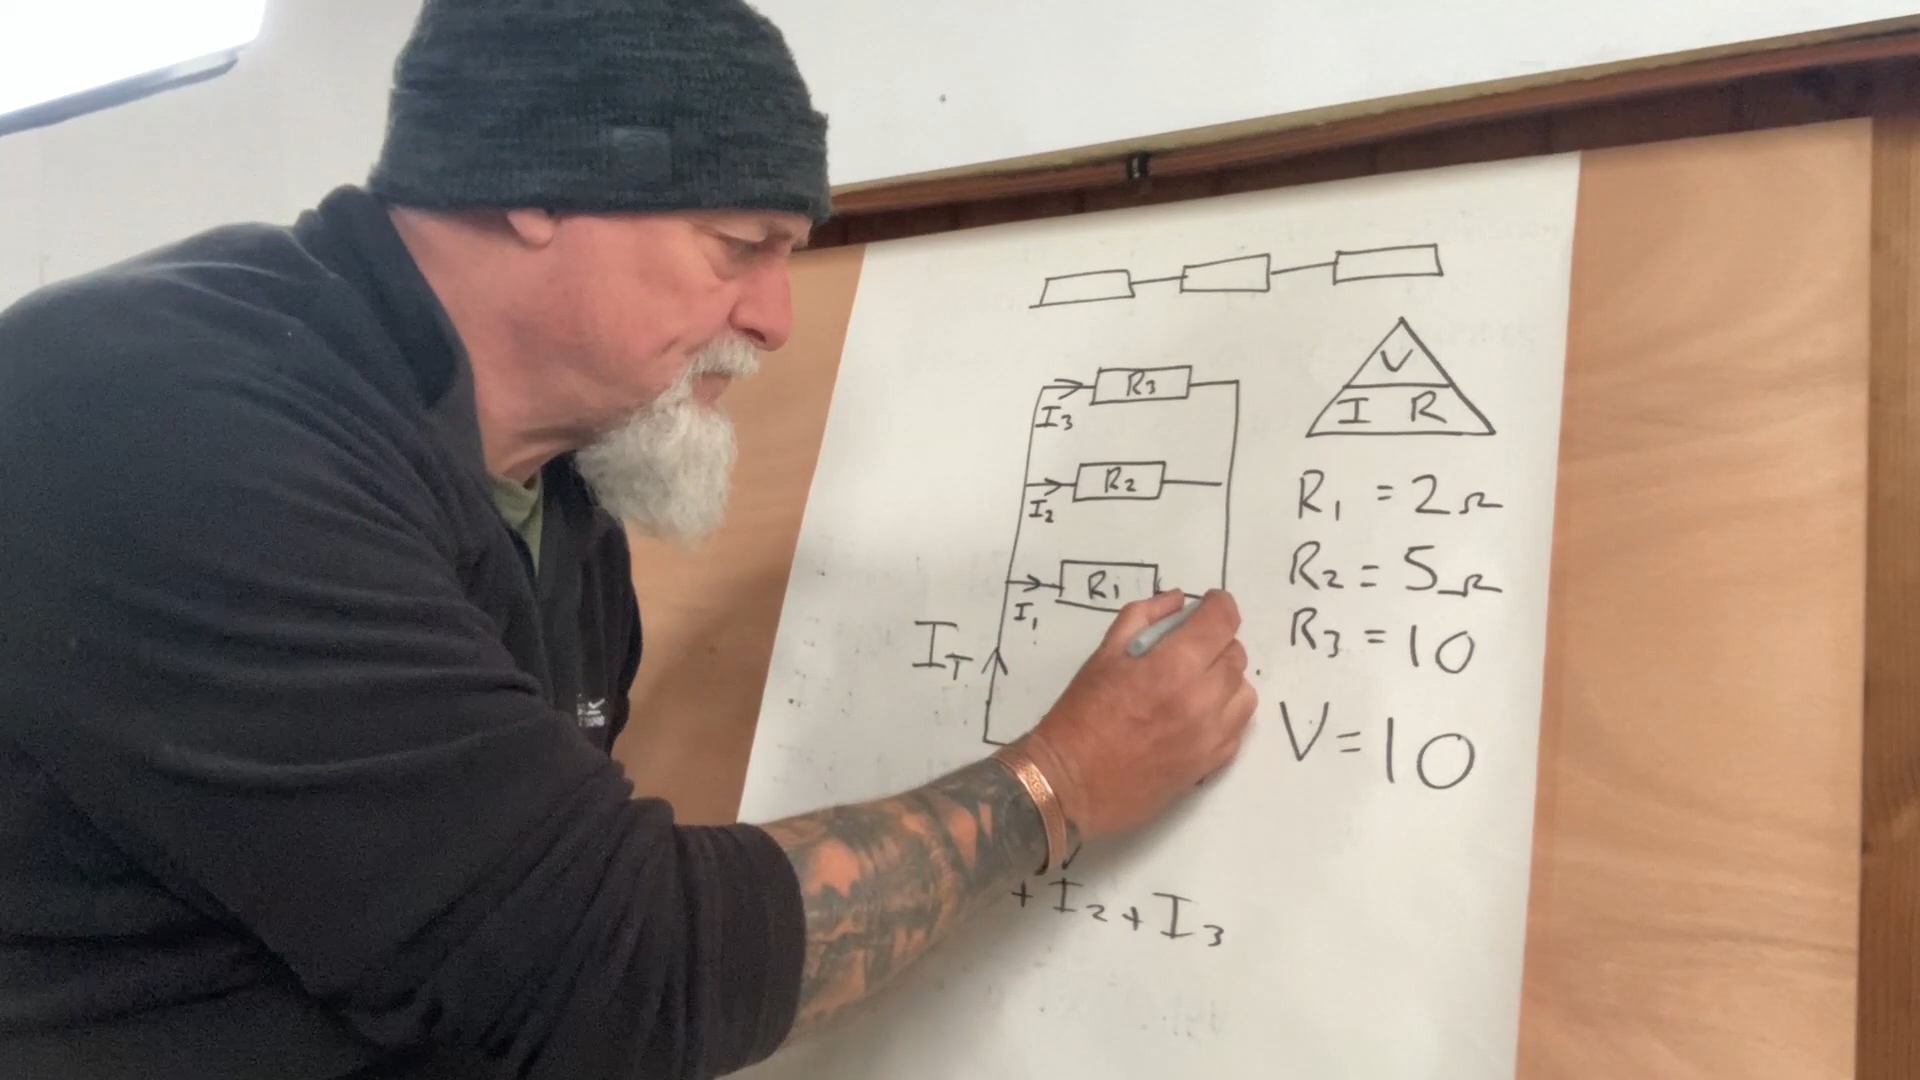 R3
I3
R2
I2
R1
I1
IT
V
I R
R1 = 2Ω
R2 = 5Ω
R3 = 10
V = 10
+ I2 + I3